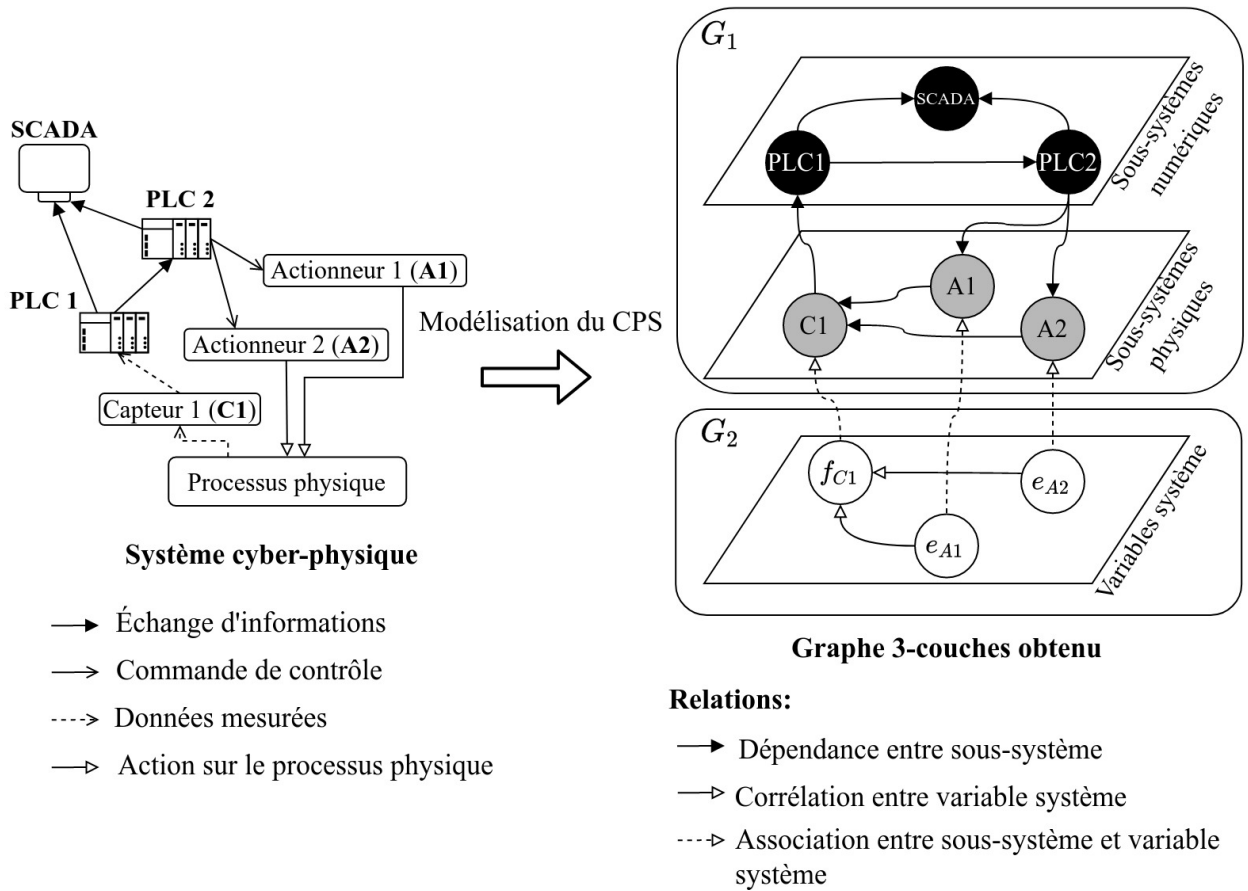 SCADA
PLC 2
PLC 1
Actionneur 1 (A1)
Actionneur 2 (A2)
Capteur 1 (C1)
Processus physique
Système cyber-physique
Échange d'informations
Commande de contrôle
Données mesurées
Action sur le processus physique
Modélisation du CPS
G1
SCADA
PLC1
PLC2
Sous-systèmes
numériques
A1
C1
A2
Sous-systèmes
physiques
G2
fC1
eA2
eA1
Variables système
Graphe 3-couches obtenu
Relations:
Dépendance entre sous-système
Corrélation entre variable système
Association entre sous-système et variable
système